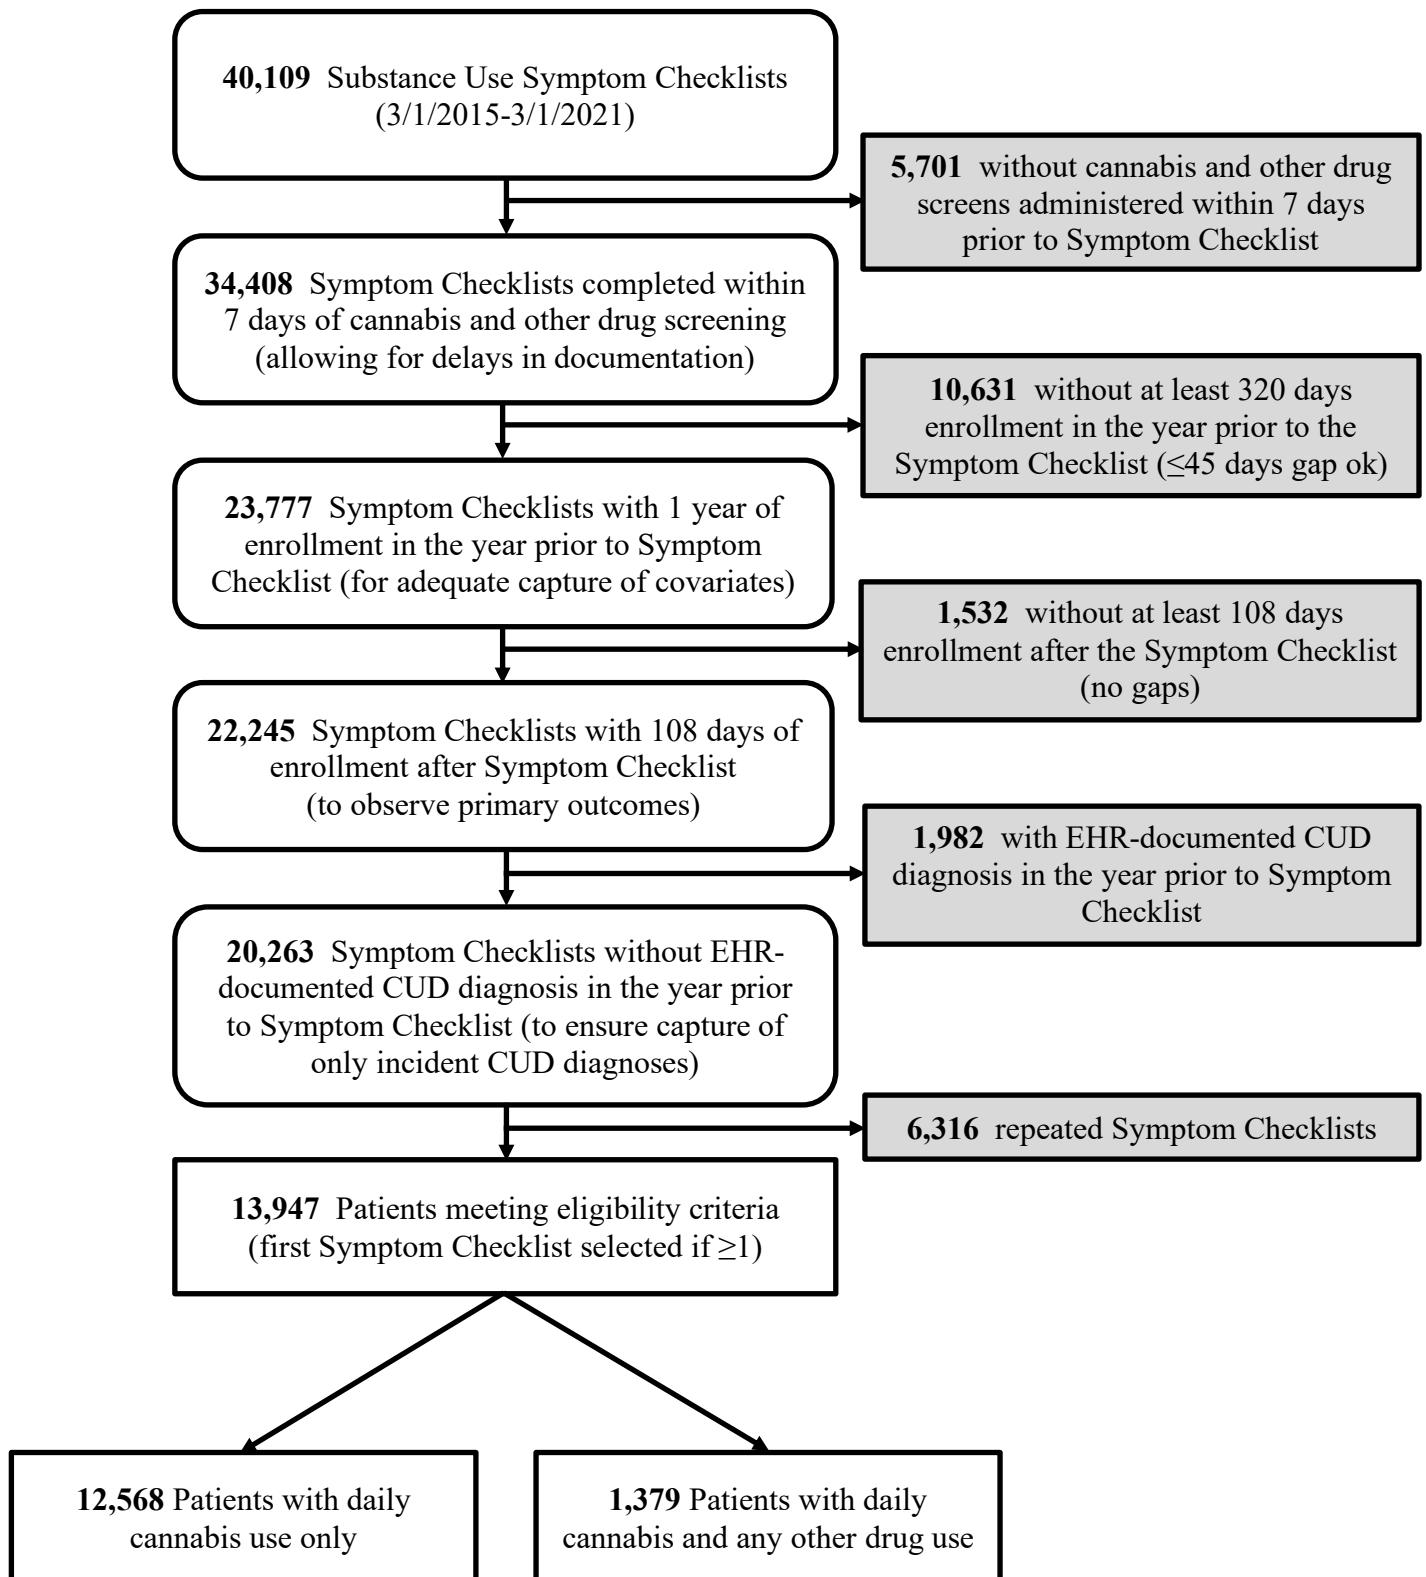 40,109 Substance Use Symptom Checklists
(3/1/2015-3/1/2021)
5,701 without cannabis and other drug
screens administered within 7 days
prior to Symptom Checklist
34,408 Symptom Checklists completed within
7 days of cannabis and other drug screening
(allowing for delays in documentation)
10,631 without at least 320 days
enrollment in the year prior to the
Symptom Checklist (≤45 days gap ok)
23,777 Symptom Checklists with 1 year of
enrollment in the year prior to Symptom
Checklist (for adequate capture of covariates)
1,532 without at least 108 days
enrollment after the Symptom Checklist
(no gaps)
22,245 Symptom Checklists with 108 days of
enrollment after Symptom Checklist
(to observe primary outcomes)
1,982 with EHR-documented CUD
diagnosis in the year prior to Symptom
Checklist
20,263 Symptom Checklists without EHR-
documented CUD diagnosis in the year prior
to Symptom Checklist (to ensure capture of
only incident CUD diagnoses)
6,316 repeated Symptom Checklists
13,947 Patients meeting eligibility criteria
(first Symptom Checklist selected if ≥1)
12,568 Patients with daily
cannabis use only
1,379 Patients with daily
cannabis and any other drug use